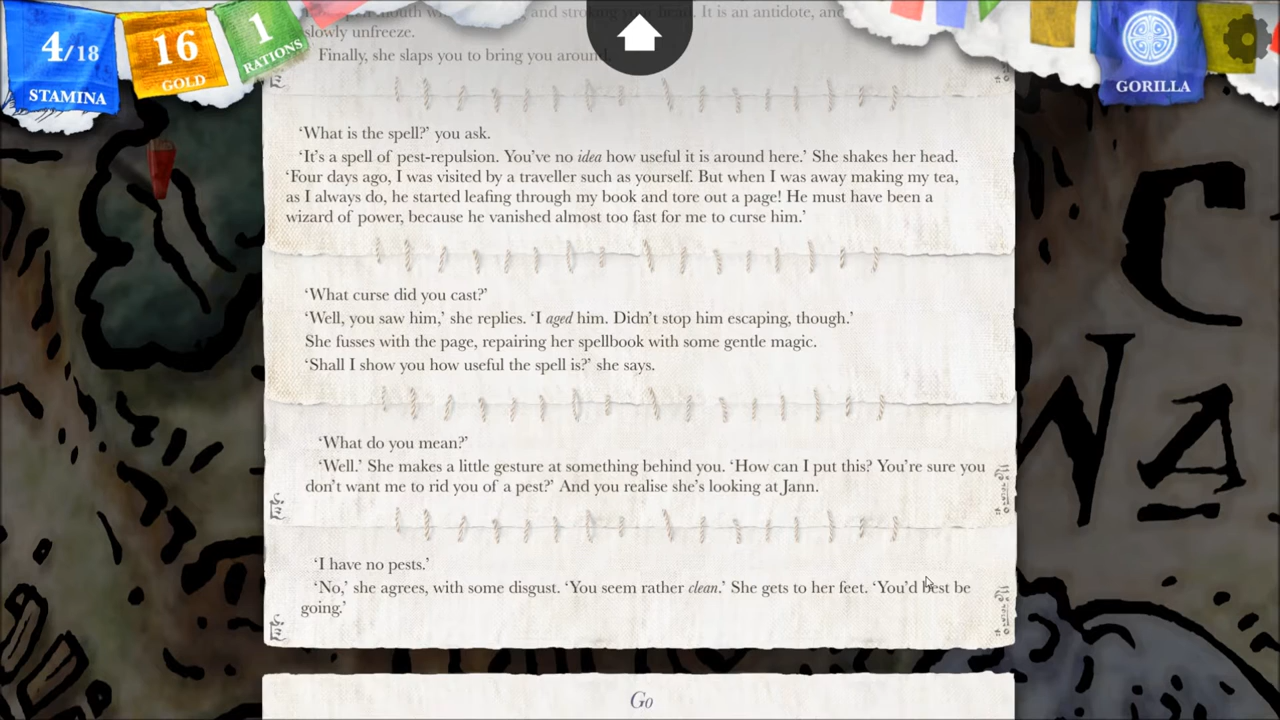 4/18
STAMINA
16
GOLD
1
RATIONS
GORILLA
and stroking your It is an antidote, and
slowly unfreeze.
Finally, she slaps you to bring you around.
‘What is the spell?’ you ask.
‘It’s a spell of pest-repulsion. You’ve no idea how useful it is around here.’ She shakes her head.
‘Four days ago, I was visited by a traveller such as yourself. But when I was away making my tea,
as I always do, he started leafing through my book and tore out a page! He must have been a
wizard of power, because he vanished almost too fast for me to curse him.’
‘What curse did you cast?’
‘Well, you saw him,’ she replies. ‘I aged him. Didn’t stop him escaping, though.’
She fusses with the page, repairing her spellbook with some gentle magic.
‘Shall I show you how useful the spell is?’ she says.
‘What do you mean?’
‘Well.’ She makes a little gesture at something behind you. ‘How can I put this? You’re sure you
don’t want me to rid you of a pest?’ And you realise she’s looking at Jann.
‘I have no pests.’
‘No,’ she agrees, with some disgust. ‘You seem rather clean.’ She gets to her feet. ‘You’d best be
going.’
Go
C
Wa